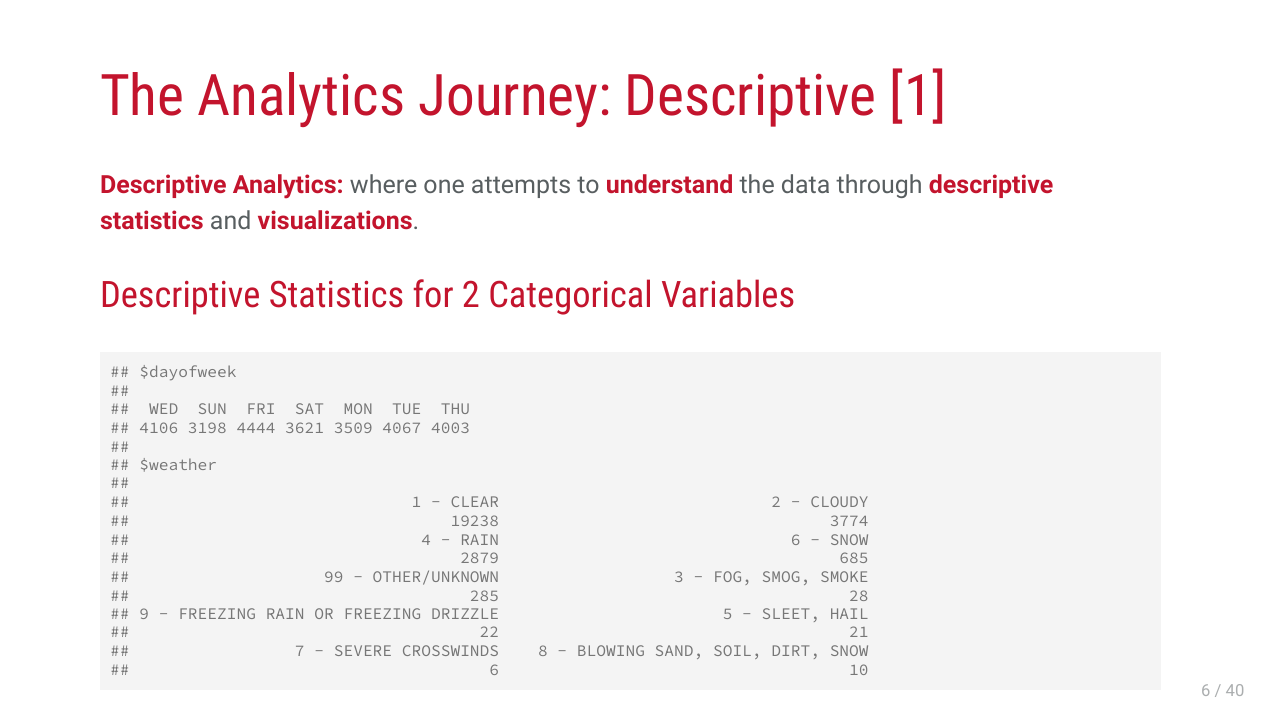 The Analytics Journey: Descriptive [1]
Descriptive Analytics: where one attempts to understand the data through descriptive
statistics and visualizations.
Descriptive Statistics for 2 Categorical Variables
## $dayofweek
##
##  WED  SUN  FRI  SAT  MON  TUE  THU
## 4106 3198 4444 3621 3509 4067 4003
##
## $weather
##
##                             1 - CLEAR                            2 - CLOUDY
##                                 19238                                  3774
##                              4 - RAIN                              6 - SNOW
##                                  2879                                   685
##                    99 - OTHER/UNKNOWN                  3 - FOG, SMOG, SMOKE
##                                   285                                    28
## 9 - FREEZING RAIN OR FREEZING DRIZZLE                       5 - SLEET, HAIL
##                                    22                                    21
##                 7 - SEVERE CROSSWINDS    8 - BLOWING SAND, SOIL, DIRT, SNOW
##                                     6                                    10
6 / 40